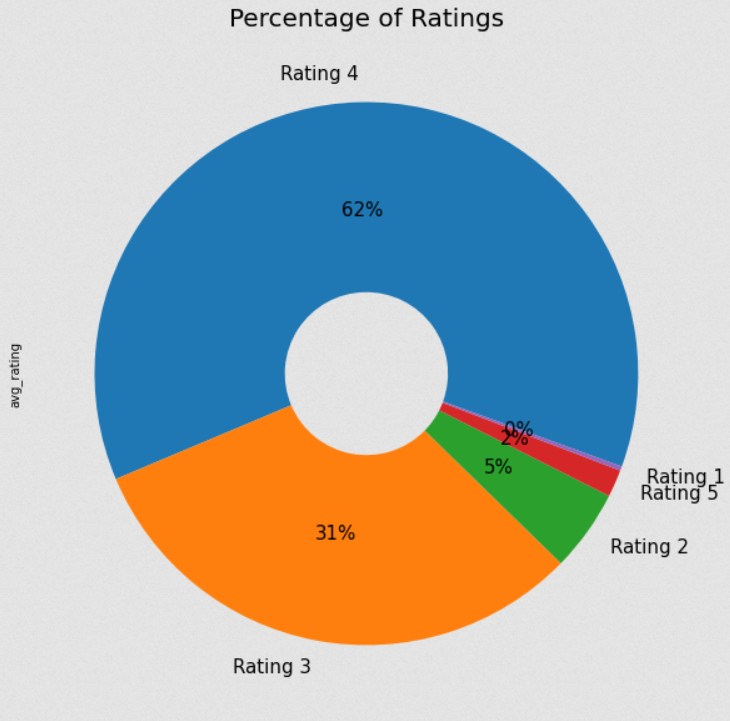 Percentage of Ratings
Rating 4
62%
avg_rating
0%
2%
5%
Rating 1
Rating 5
31%
Rating 2
Rating 3